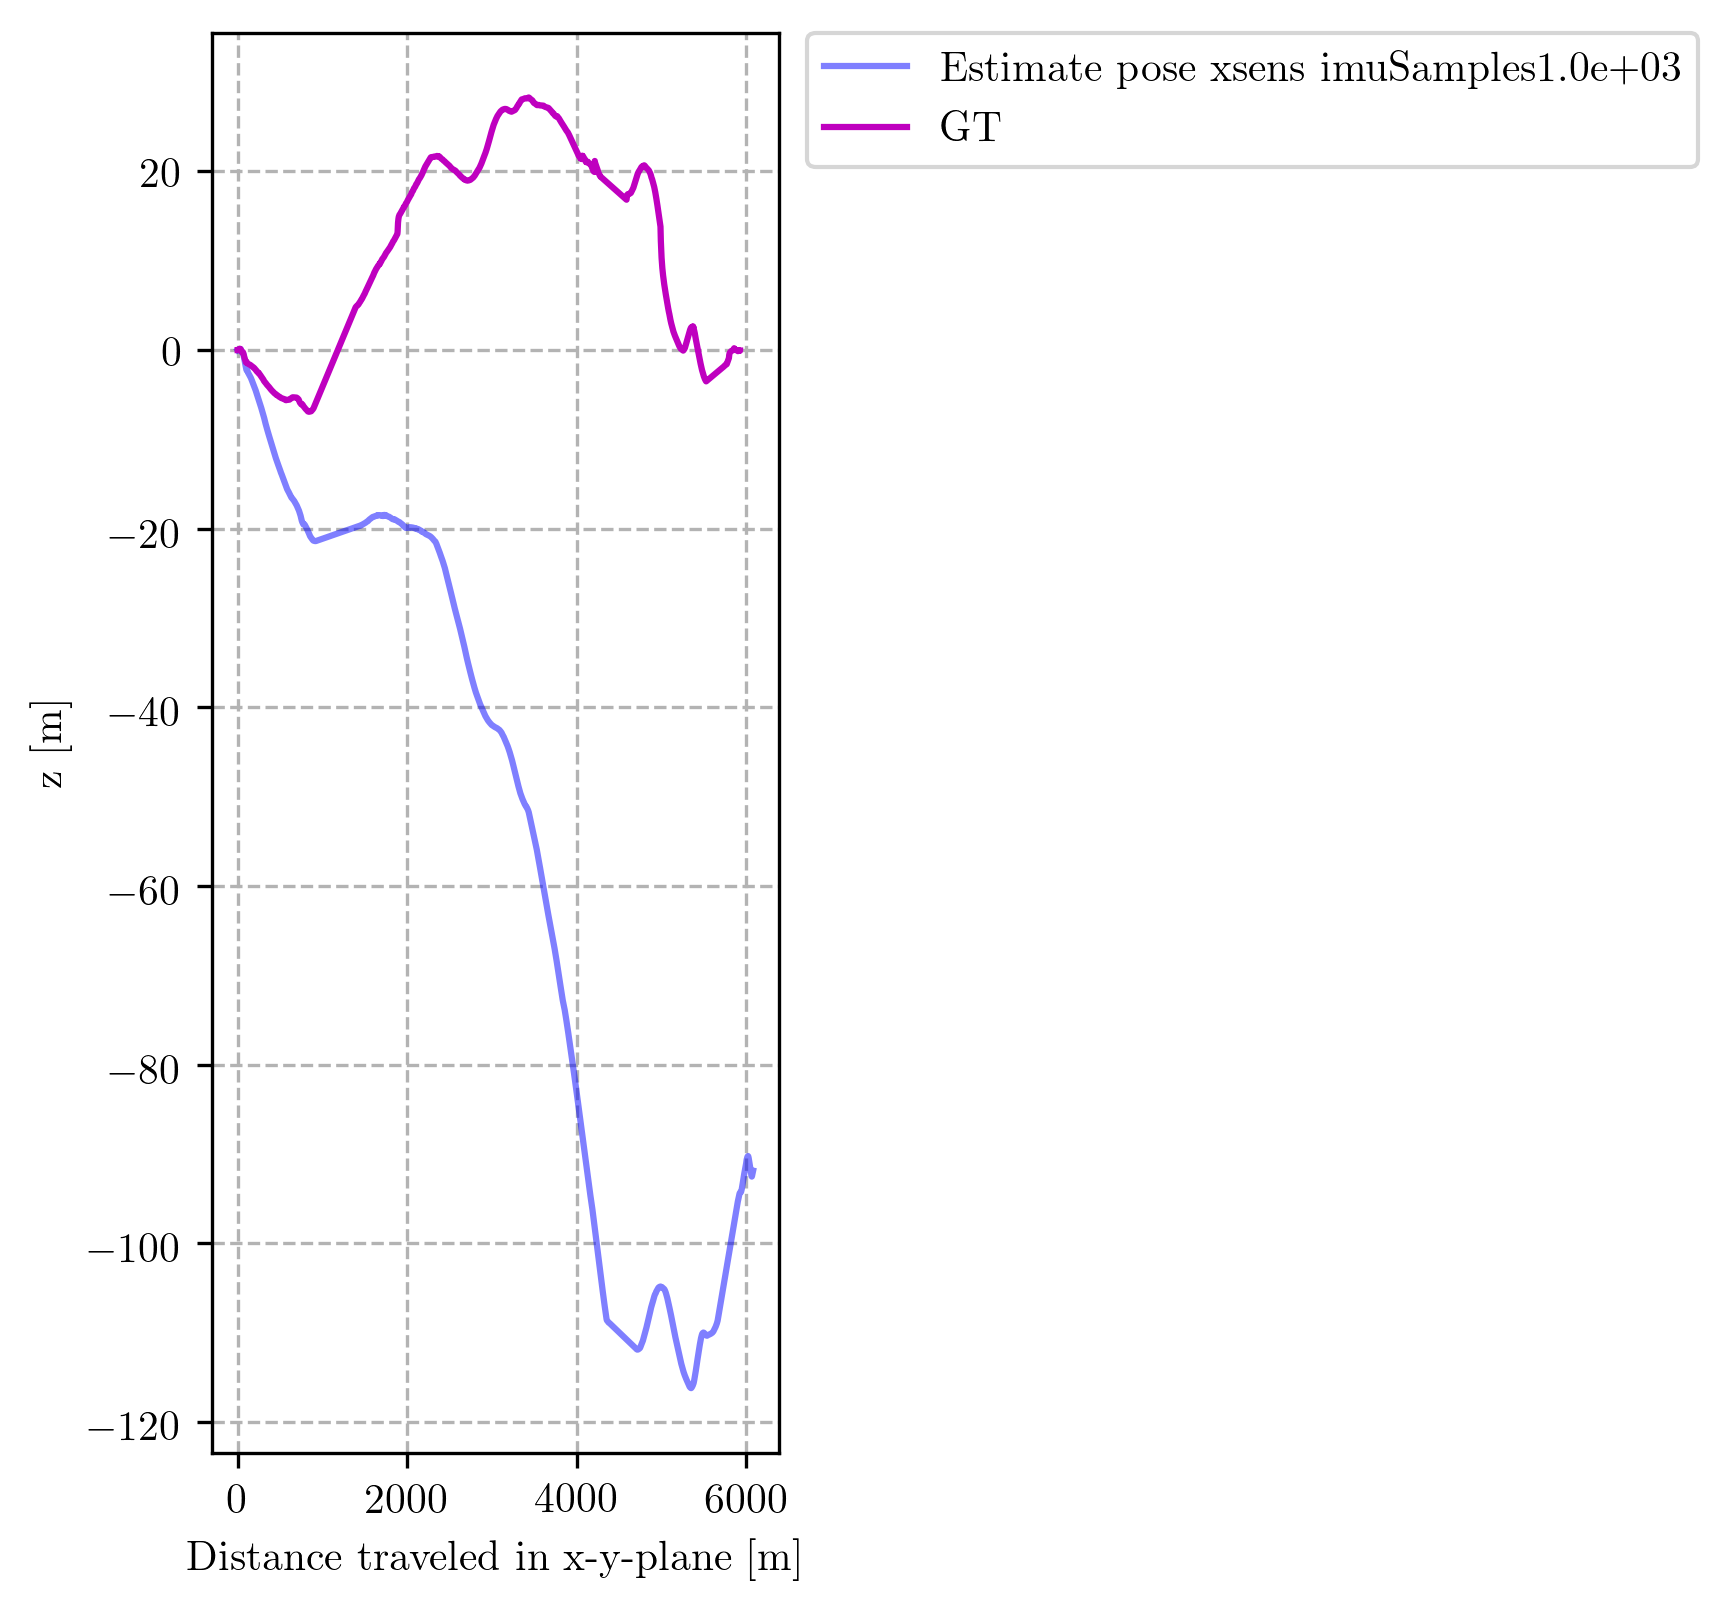 Estimate pose xsens imuSamples1.0e+03
GT
20
0
−20
−40
−60
−80
−100
−120
z [m]
0 2000 4000 6000
Distance traveled in x-y-plane [m]